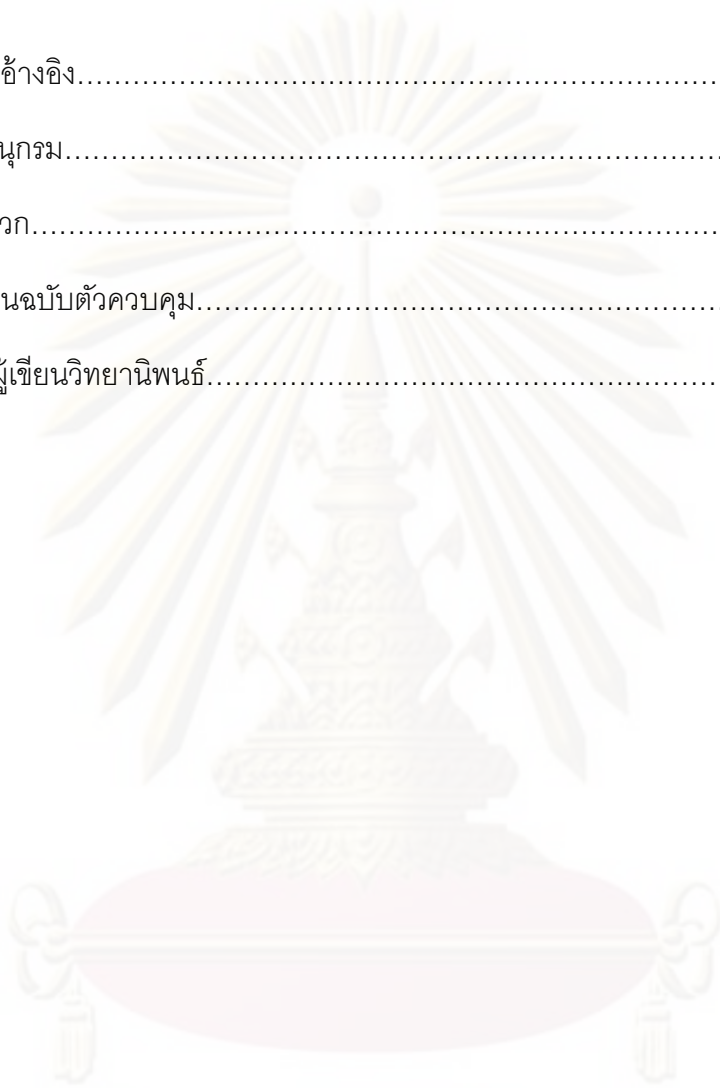 อ้างอิง......................................................................
นุกรม.......................................................................
วก..........................................................................
นฉบับตัวควบคุม.........................................................
ผู้เขียนวิทยานิพนธ์.......................................................